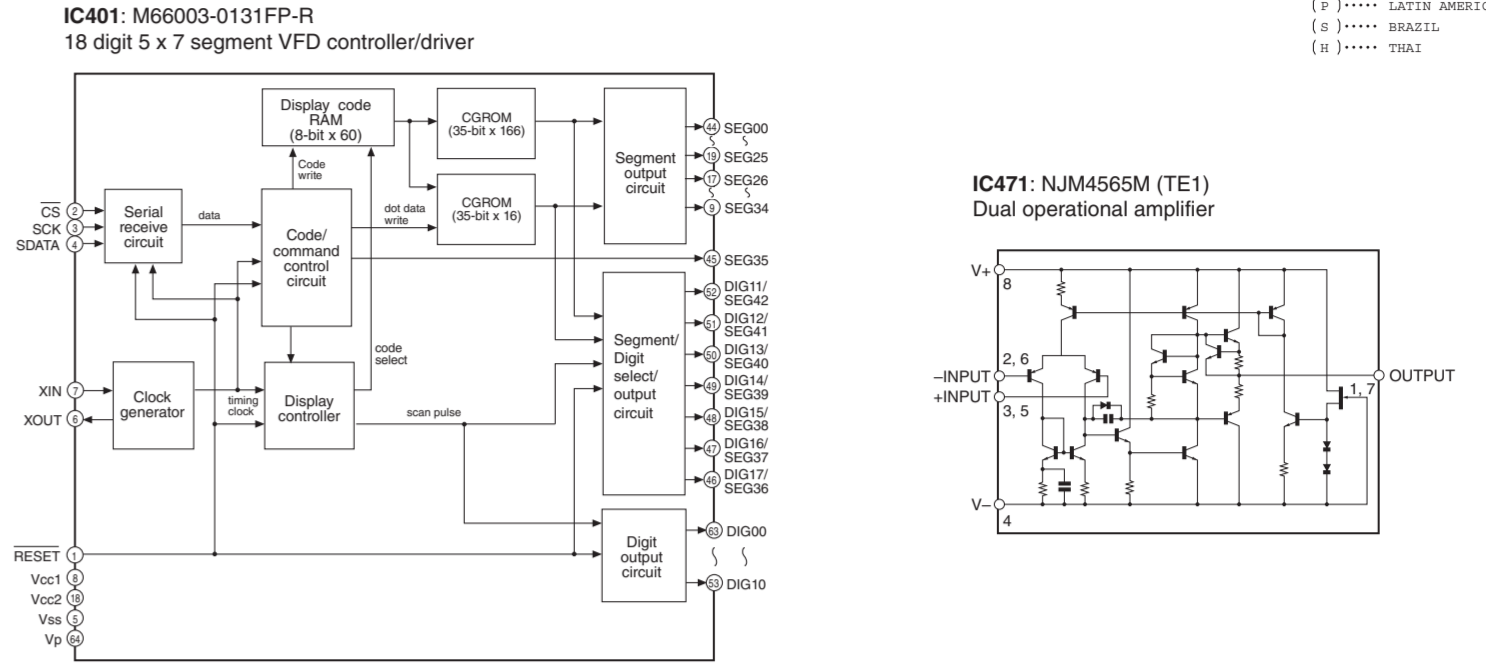 IC401: M66003-0131FP-R
18 digit 5 x 7 segment VFD controller/driver
Display code
RAM
(8-bit x 60)
CGROM
(35-bit x 166)
CGROM
(35-bit x 16)
Segment
output
circuit
44 SEG00
19 SEG25
17 SEG26
9 SEG34
Code
write
dot data
write
CS 2
SCK 3
SDATA 4
Serial
receive
circuit
data
Code/
command
control
circuit
45 SEG35
52 DIG11/
SEG42
51 DIG12/
SEG41
50 DIG13/
SEG40
49 DIG14/
SEG39
48 DIG15/
SEG38
47 DIG16/
SEG37
46 DIG17/
SEG36
Segment/
Digit
select/
output
circuit
code
select
XIN 7
XOUT 6
Clock
generator
timing
clock
Display
controller
scan pulse
RESET 1
Vcc1 8
Vcc2 18
Vss 5
Vp 64
Digit
output
circuit
63 DIG00
53 DIG10
( P )····· LATIN AMERIC
( S )····· BRAZIL
( H )····· THAI
IC471: NJM4565M (TE1)
Dual operational amplifier
V+
8
2, 6
–INPUT
+INPUT
3, 5
OUTPUT
1, 7
V–
4